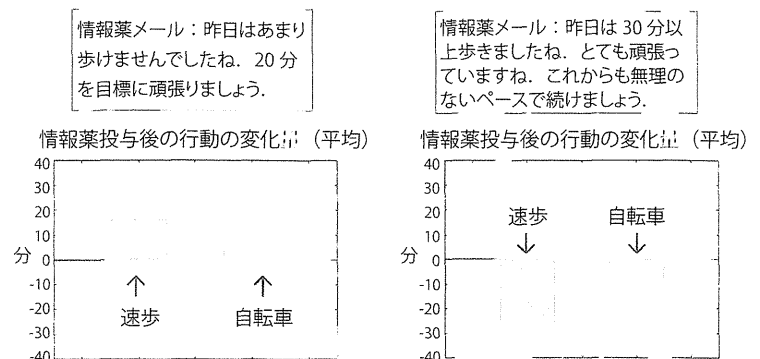 情報薬メール：昨日はあまり
歩けませんでしたね．20 分
を目標に頑張りましょう．
情報薬投与後の行動の変化量（平均）
40
30
20
10
分 0
-10
-20
-30
-40
速歩
自転車
情報薬メール：昨日は 30 分以
上歩きましたね．とても頑張っ
ていますね．これからも無理の
ないペースで続けましょう．
情報薬投与後の行動の変化量（平均）
40
30
20
10
分 0
-10
-20
-30
-40
速歩
自転車